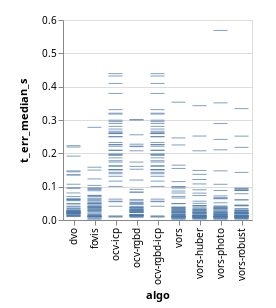 0.6
0.5
0.4
0.3
0.2
0.1
0.0
t_err_median_s
dvo
fovis
ocv-icp
ocv-rgbd
ocv-rgbd-icp
vors
vors-huber
vors-photo
vors-robust
algo